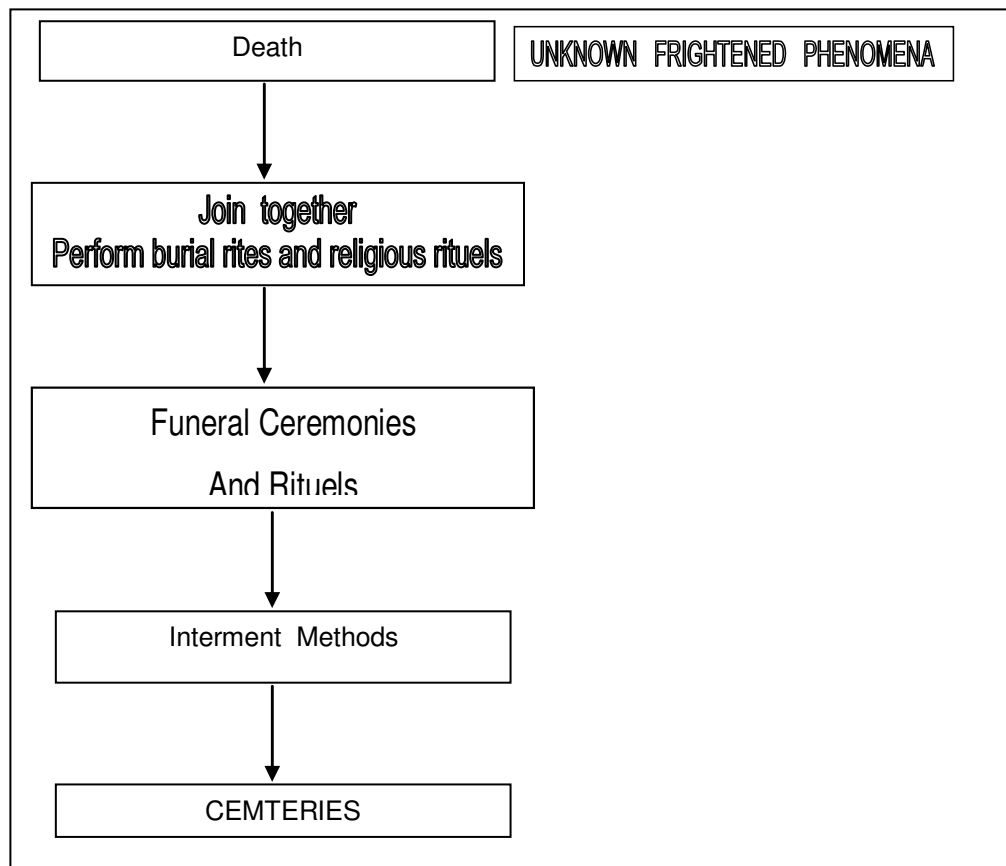 Death
UNKNOWN FRIGHTENED PHENOMENA
Join together
Perform burial rites and religious rituels
Funeral Ceremonies
And Rituels
Interment Methods
CEMTERIES